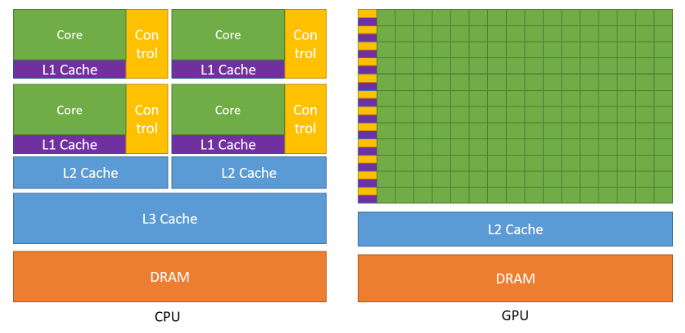 Core
Con
trol
Core
Con
trol
L1 Cache
L1 Cache
Core
Con
trol
Core
Con
trol
L1 Cache
L1 Cache
L2 Cache
L2 Cache
L3 Cache
DRAM
CPU
L2 Cache
DRAM
GPU